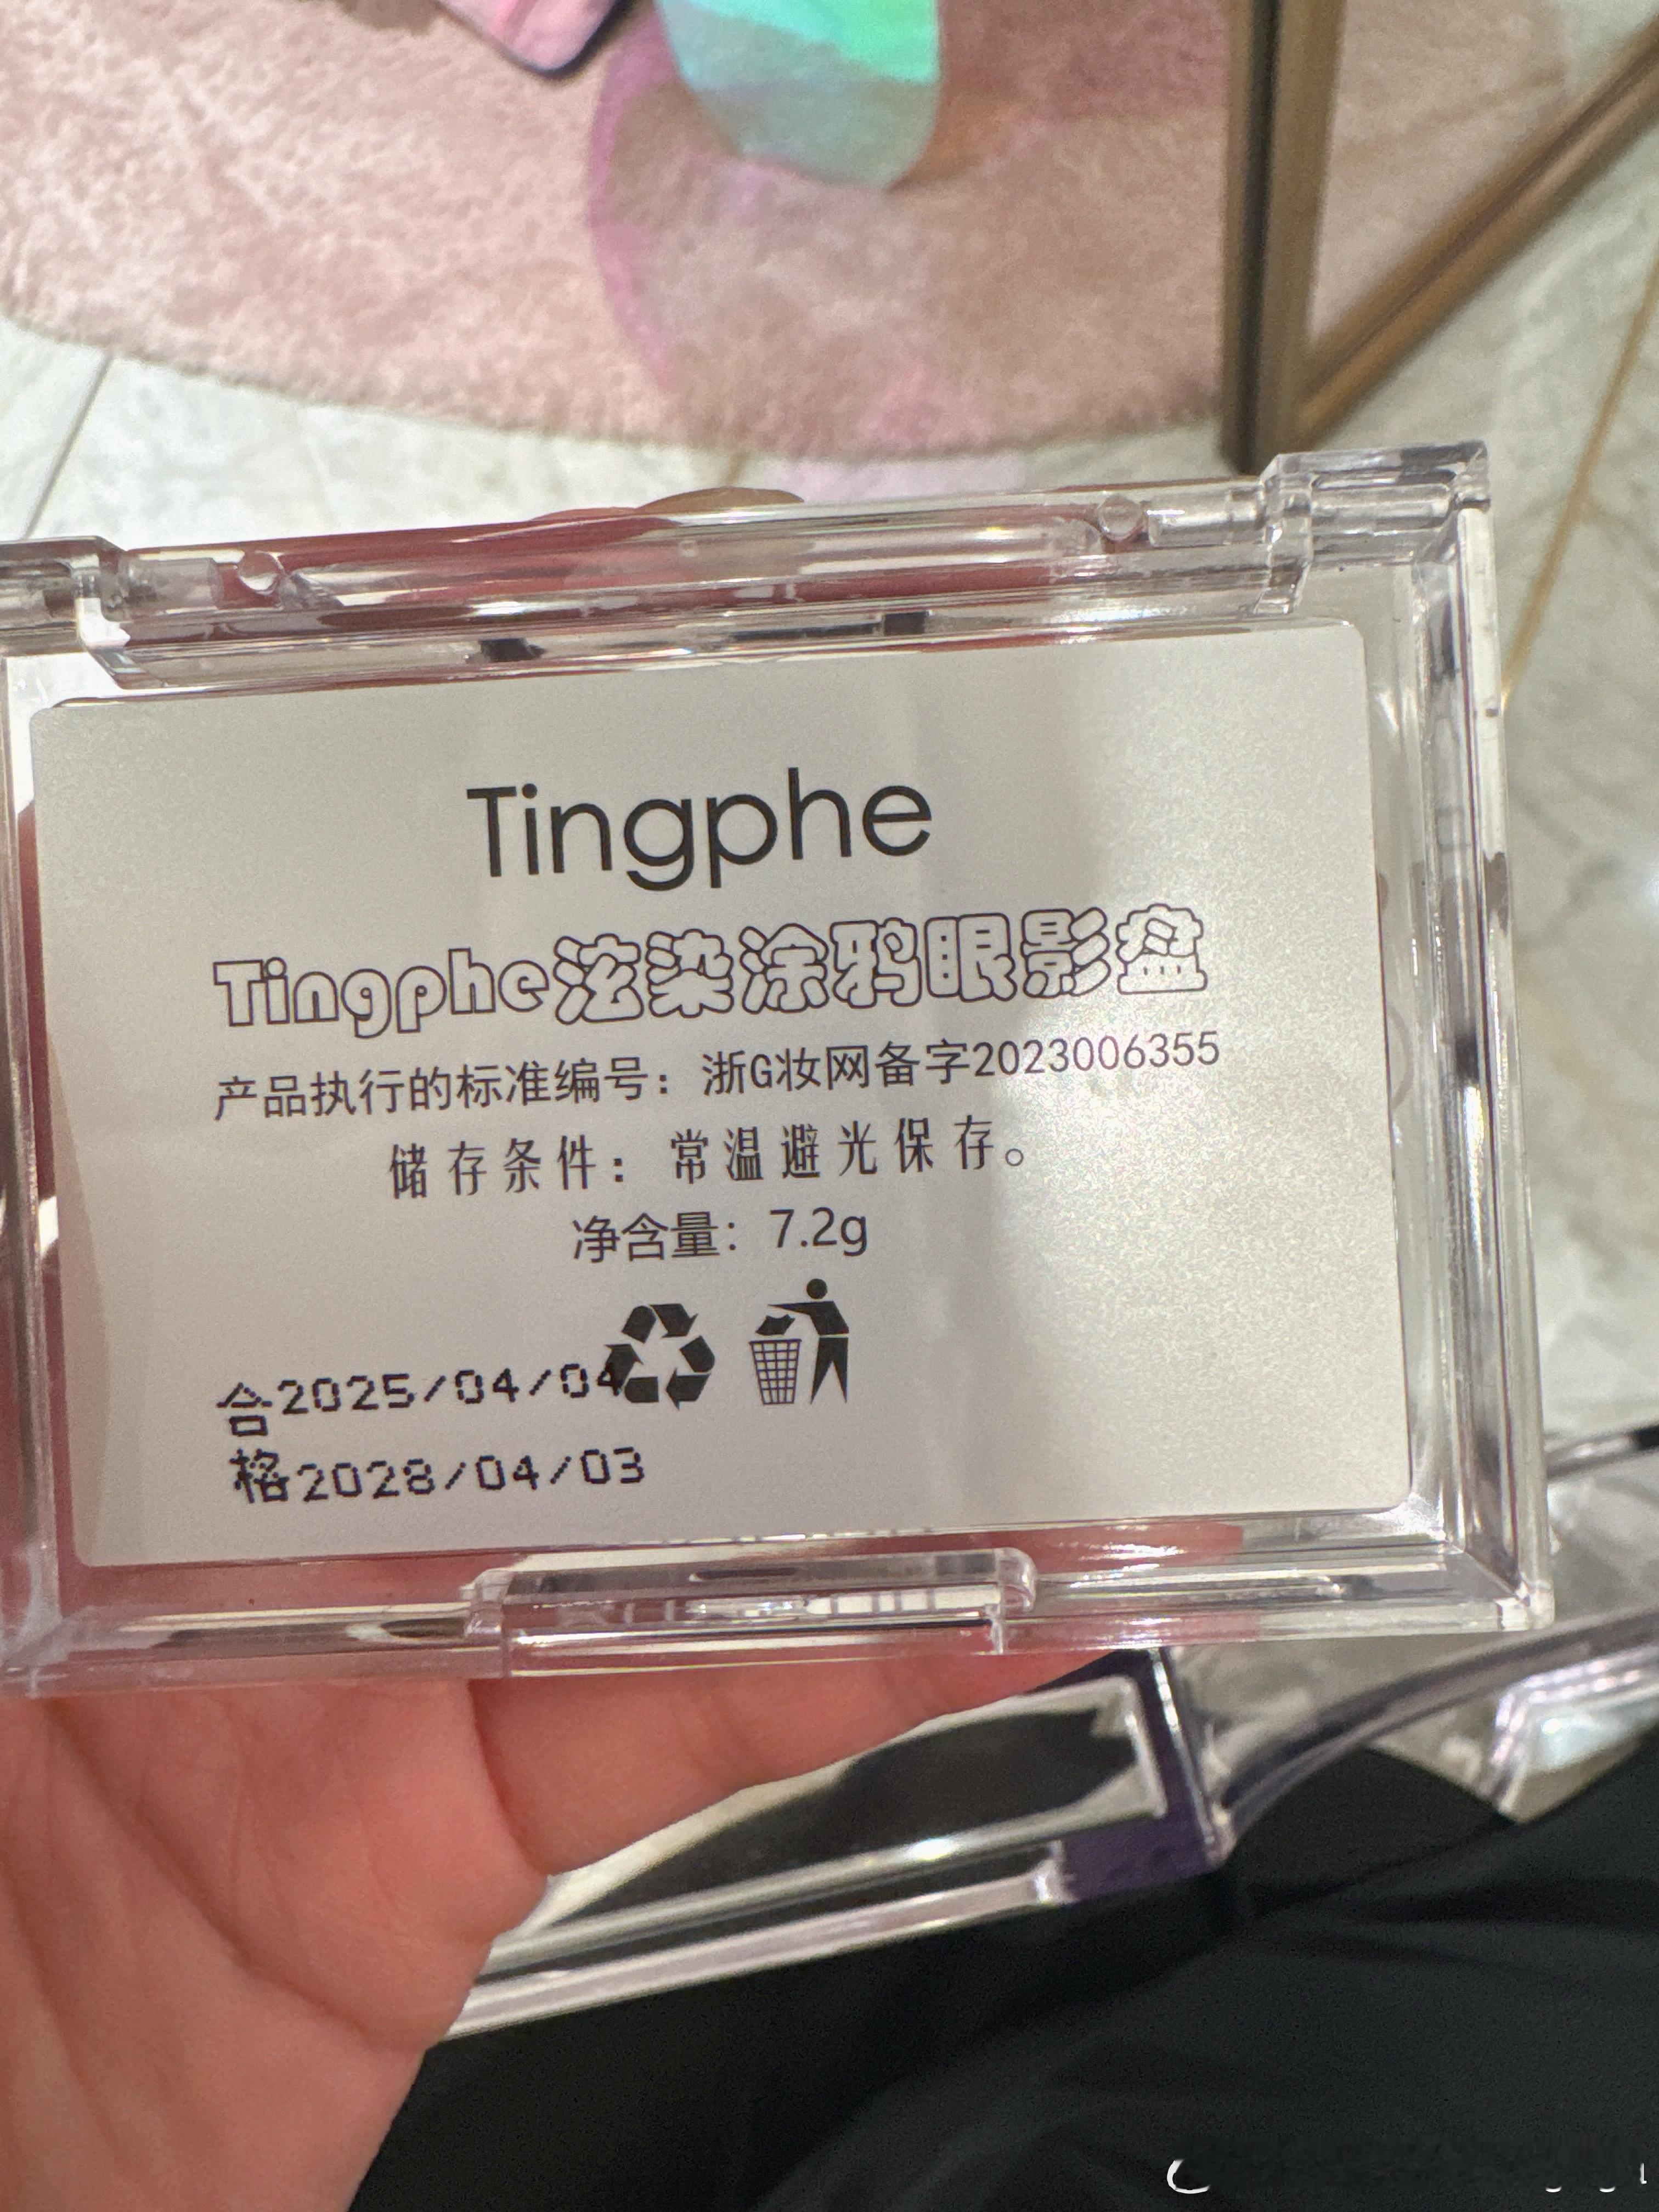 Tingphe
Tingphe泫染涂鸦眼影盘
产品执行的标准编号：浙G妆网备字2023006355
储存条件：常温避光保存。
净含量：7.2g
合2025/04/04
格2028/04/03